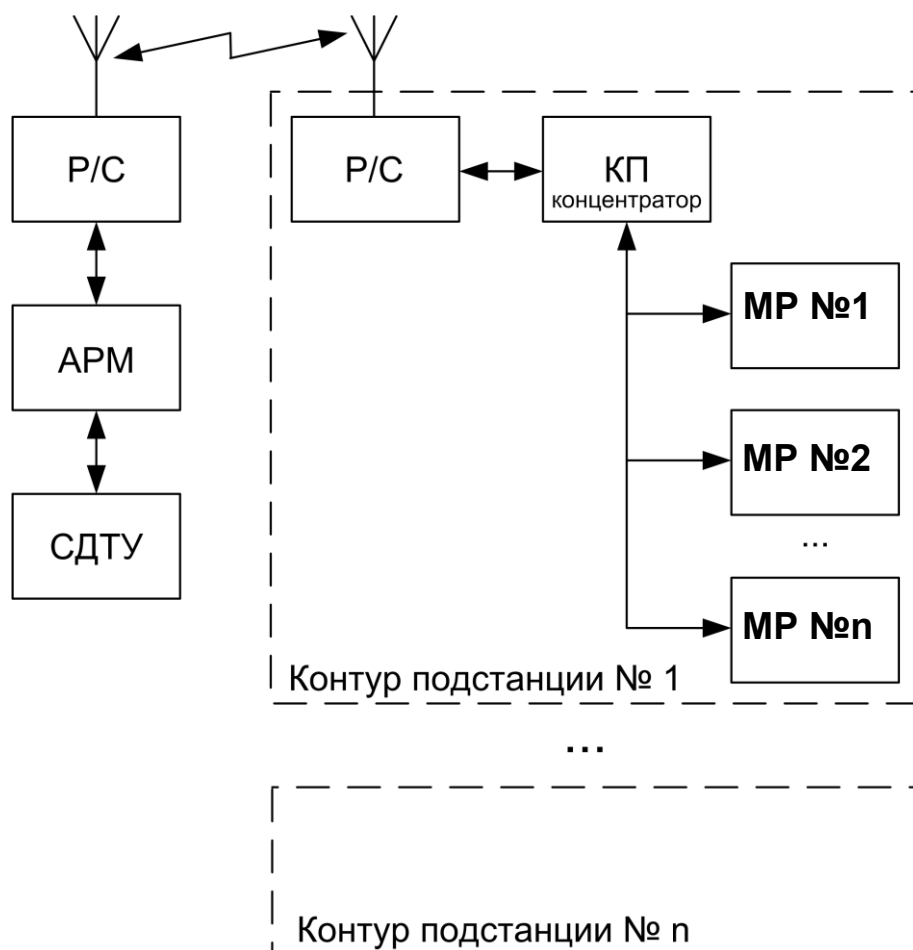 Р/С
АРМ
СДТУ
Р/С
КП
концентратор
МР №1
МР №2
...
МР №n
Контур подстанции № 1
...
Контур подстанции № n